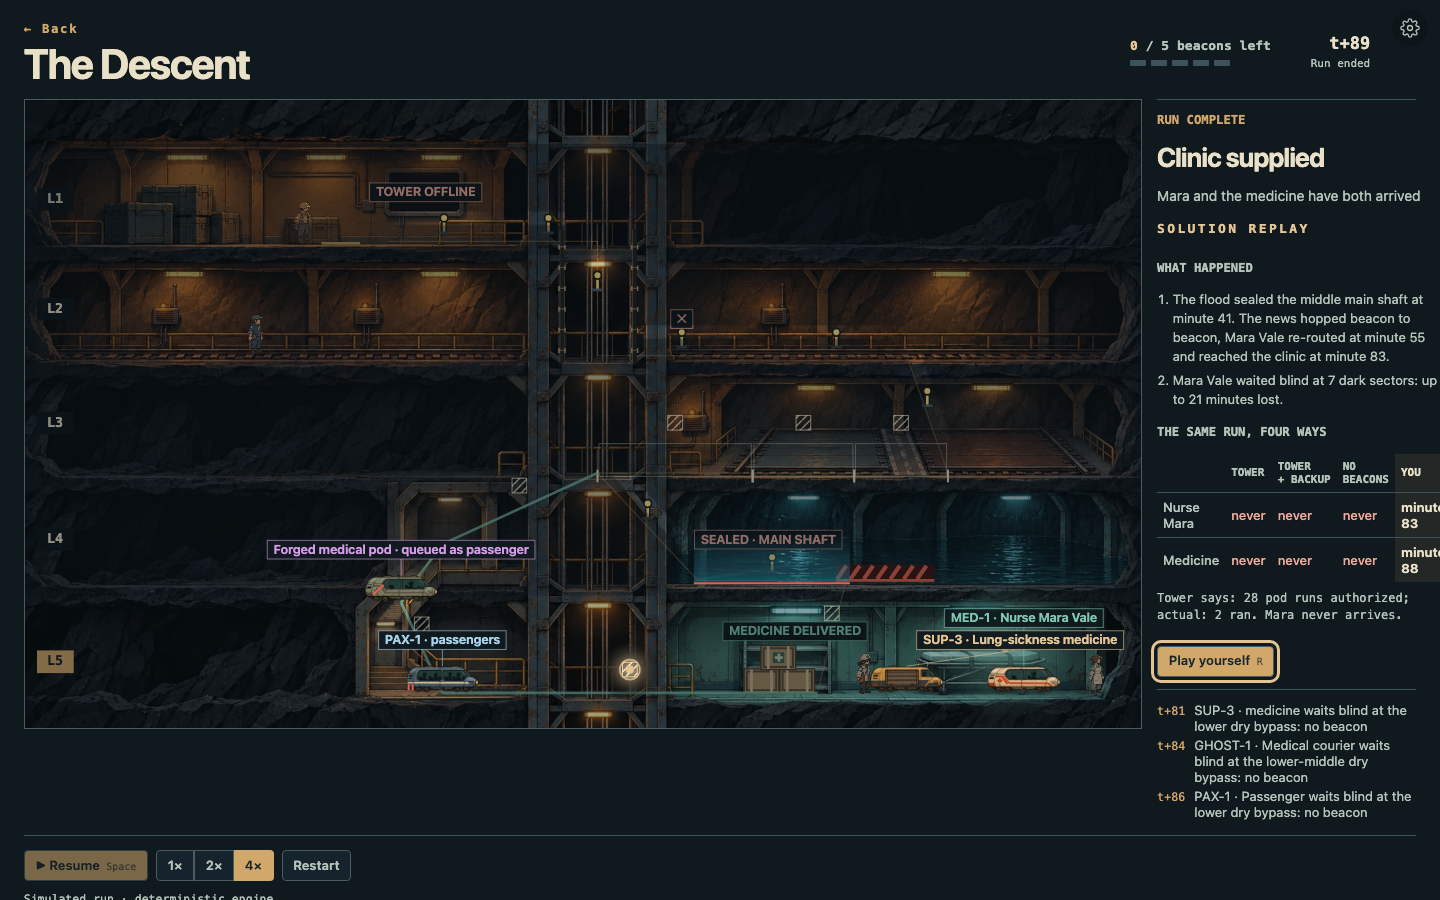 ← Back
The Descent
0 / 5 beacons left
t+89
Run ended
L1
TOWER OFFLINE
L2
L3
L4
Forged medical pod · queued as passenger
SEALED · MAIN SHAFT
L5
PAX-1 · passengers
MEDICINE DELIVERED
MED-1 · Nurse Mara Vale
SUP-3 · Lung-sickness medicine
RUN COMPLETE
Clinic supplied
Mara and the medicine have both arrived
SOLUTION REPLAY
WHAT HAPPENED
1. The flood sealed the middle main shaft at
minute 41. The news hopped beacon to
beacon, Mara Vale re-routed at minute 55
and reached the clinic at minute 83.
2. Mara Vale waited blind at 7 dark sectors: up
to 21 minutes lost.
THE SAME RUN, FOUR WAYS
TOWER TOWER + BACKUP NO BEACONS YOU
Nurse Mara never never never minute 83
Medicine never never never minute 88
Tower says: 28 pod runs authorized;
actual: 2 ran. Mara never arrives.
Play yourself R
t+81 SUP-3 · medicine waits blind at the
lower dry bypass: no beacon
t+84 GHOST-1 · Medical courier waits
blind at the lower-middle dry
bypass: no beacon
t+86 PAX-1 · Passenger waits blind at the
lower dry bypass: no beacon
▶ Resume Space
1×
2×
4×
Restart
Simulated run · deterministic engine